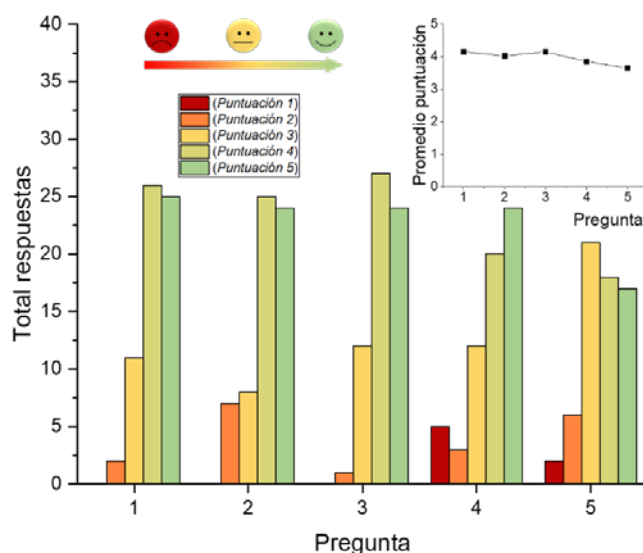 40
35
30
25
20
15
10
5
0
Total respuestas
1
2
3
4
5
Pregunta
(Puntuación 1)
(Puntuación 2)
(Puntuación 3)
(Puntuación 4)
(Puntuación 5)
5
4
3
2
1
0
Promedio puntuación
1
2
3
4
5
Pregunta